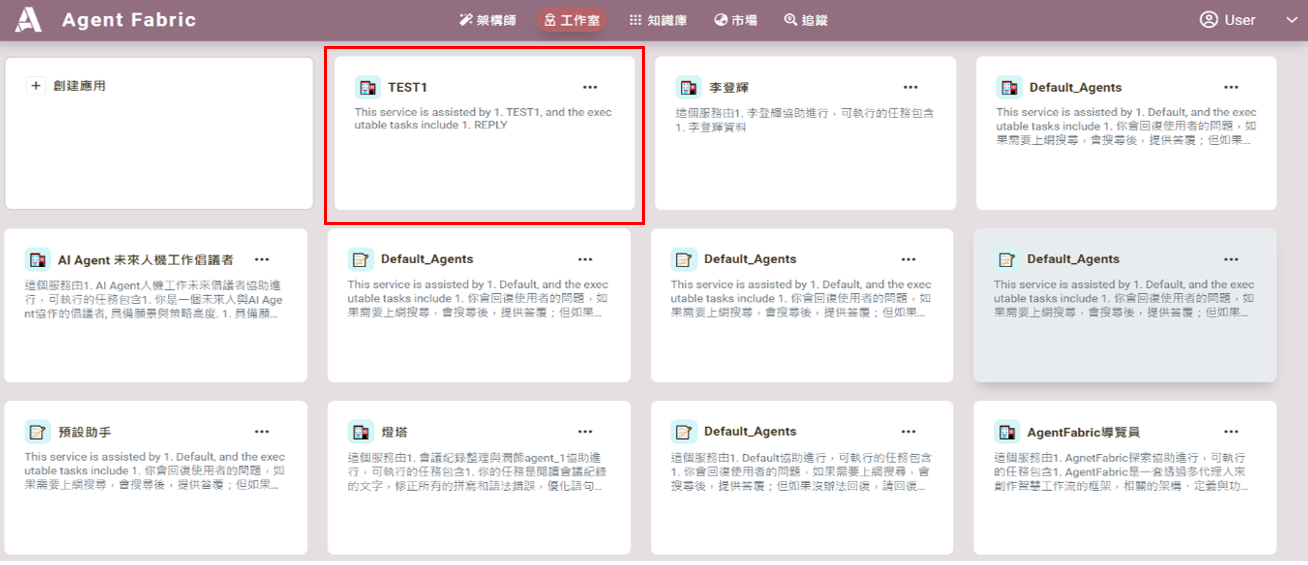 Agent Fabric
架構師
工作室
知識庫
市場
追蹤
User
創建應用
TEST1
This service is assisted by 1. TEST1, and the exec
utable tasks include 1. REPLY
李登輝
這個服務由1. 李登輝協助進行，可執行的任務包含
1. 李登輝資料
Default_Agents
This service is assisted by 1. Default, and the exec
utable tasks include 1. 你會回復使用者的問題，如
果需要上網搜尋，會搜尋後，提供答覆；但如果...
AI Agent 未來人機工作倡議者
這個服務由1. AI Agent人機工作未來倡議者協助進
行，可執行的任務包含1. 你是一個未來人與AI Age
nt協作的倡議者, 具備願景與策略高度. 1. 具備願...
Default_Agents
This service is assisted by 1. Default, and the exec
utable tasks include 1. 你會回復使用者的問題，如
果需要上網搜尋，會搜尋後，提供答覆；但如果...
Default_Agents
This service is assisted by 1. Default, and the exec
utable tasks include 1. 你會回復使用者的問題，如
果需要上網搜尋，會搜尋後，提供答覆；但如果...
Default_Agents
This service is assisted by 1. Default, and the exec
utable tasks include 1. 你會回復使用者的問題，如
果需要上網搜尋，會搜尋後，提供答覆；但如果...
預設助手
This service is assisted by 1. Default, and the exec
utable tasks include 1. 你會回復使用者的問題，如
果需要上網搜尋，會搜尋後，提供答覆；但如果...
燈塔
這個服務由1. 會議紀錄整理與潤飾agent_1協助進
行，可執行的任務包含1. 你的任務是閱讀會議紀錄
的文字，修正所有的拼寫和語法錯誤，優化語句...
Default_Agents
這個服務由1. Default協助進行，可執行的任務包含
1. 你會回復使用者的問題，如果需要上網搜尋，會
搜尋後，提供答覆；但如果沒辦法回復，請回復...
AgentFabric導覽員
這個服務由1. AgnetFabric探索協助進行，可執行
的任務包含1. AgentFabric是一套透過多代理人來
創作智慧工作流的框架，相關的架構、定義與功...